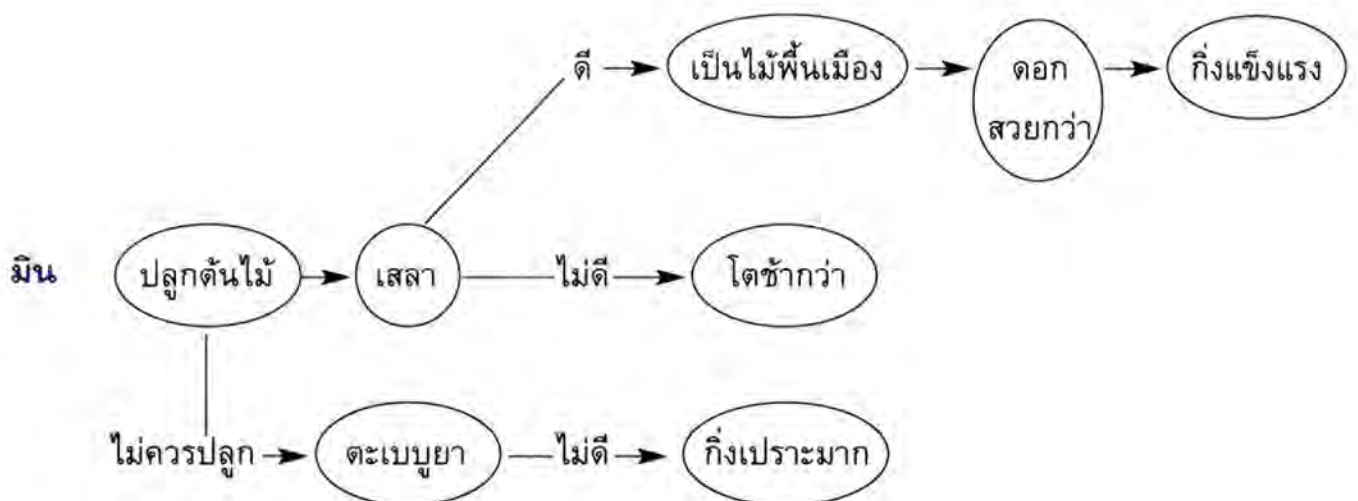 ดี เป็นไม้พื้นเมือง ดอก กิ่งแข็งแรง
สวยกว่า
มิน ปลูกต้นไม้ เสลา ไม่ดี โตช้ากว่า
ไม่ควรปลูก ตะเบบูยา ไม่ดี กิ่งเปราะมาก